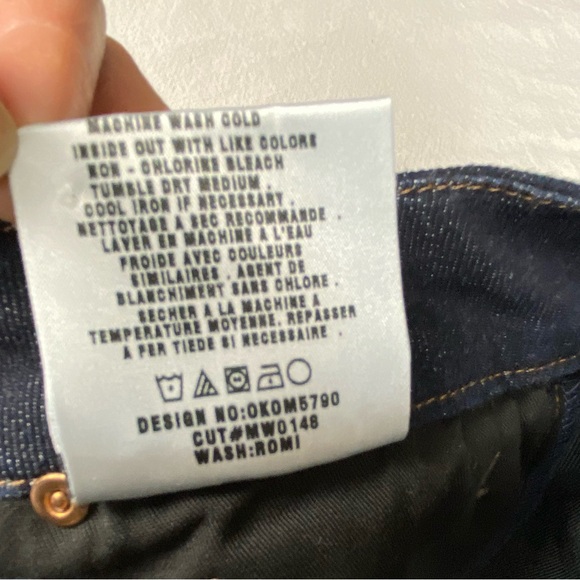 MACHINE WASH COLD
INSIDE OUT WITH LIKE COLORS
NON - CHLORINE BLEACH
TUMBLE DRY MEDIUM .
COOL IRON IF NECESSARY .
NETTOYAGE A SEC RECOMMANDE .
LAVER EN MACHINE A L'EAU
FROIDE AVEC COULEURS
SIMILAIRES . AGENT DE
BLANCHIMENT SANS CHLORE .
SECHER A LA MACHINE A
TEMPERATURE MOYENNE. REPASSER
A FER TIEDE SI NECESSAIRE .
DESIGN NO:OKOM5790
CUT#MW0148
WASH:ROMI